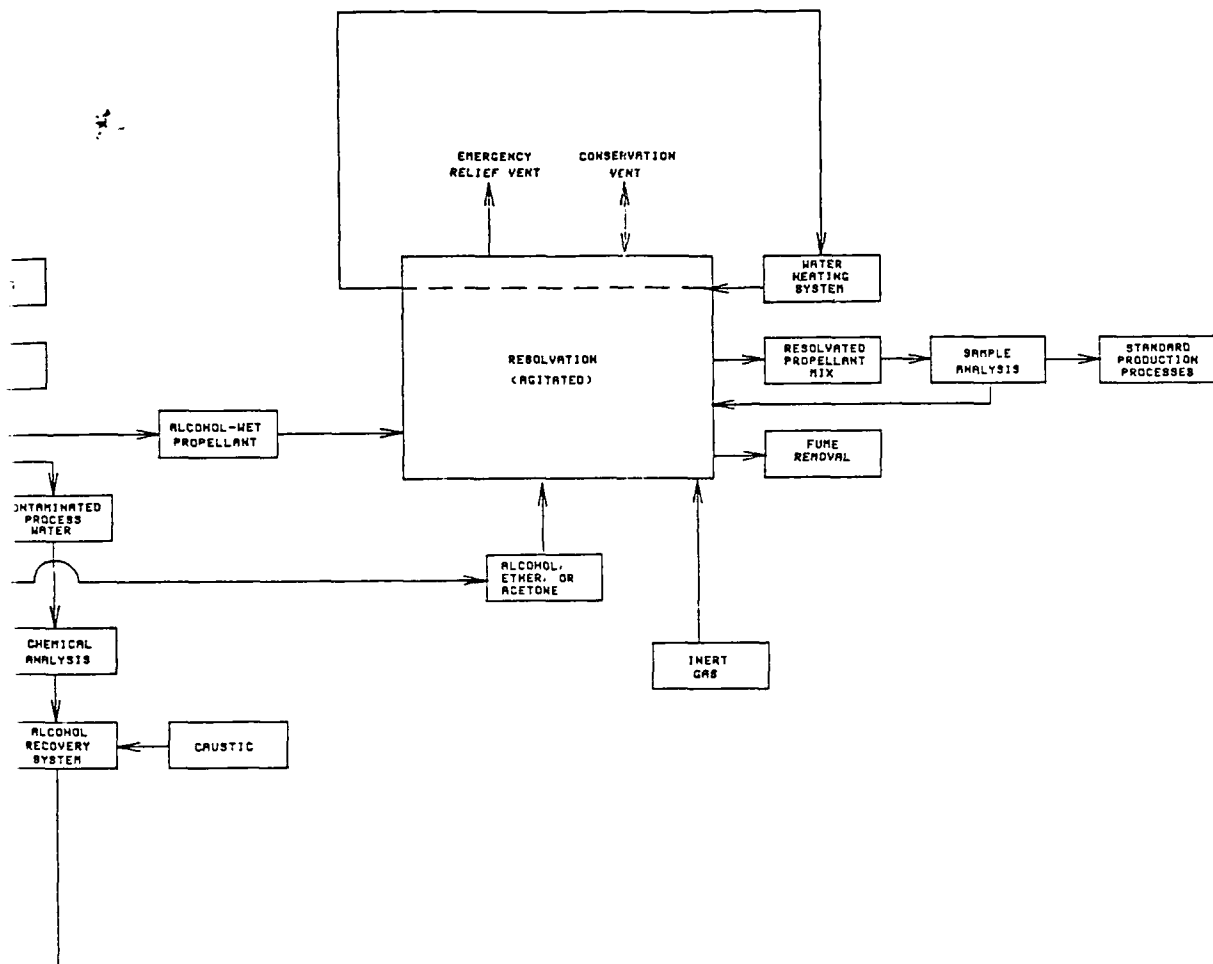 EMERGENCY
RELIEF VENT
CONSERVATION
VENT
WATER
HEATING
SYSTEM
RESOLVATION
(AGITATED)
RESOLVATED
PROPELLANT
MIX
SAMPLE
ANALYSIS
STANDARD
PRODUCTION
PROCESSES
ALCOHOL-WET
PROPELLANT
FUME
REMOVAL
ONTAMINATED
PROCESS
WATER
ALCOHOL,
ETHER, OR
ACETONE
CHEMICAL
ANALYSIS
INERT
GAS
ALCOHOL
RECOVERY
SYSTEM
CAUSTIC